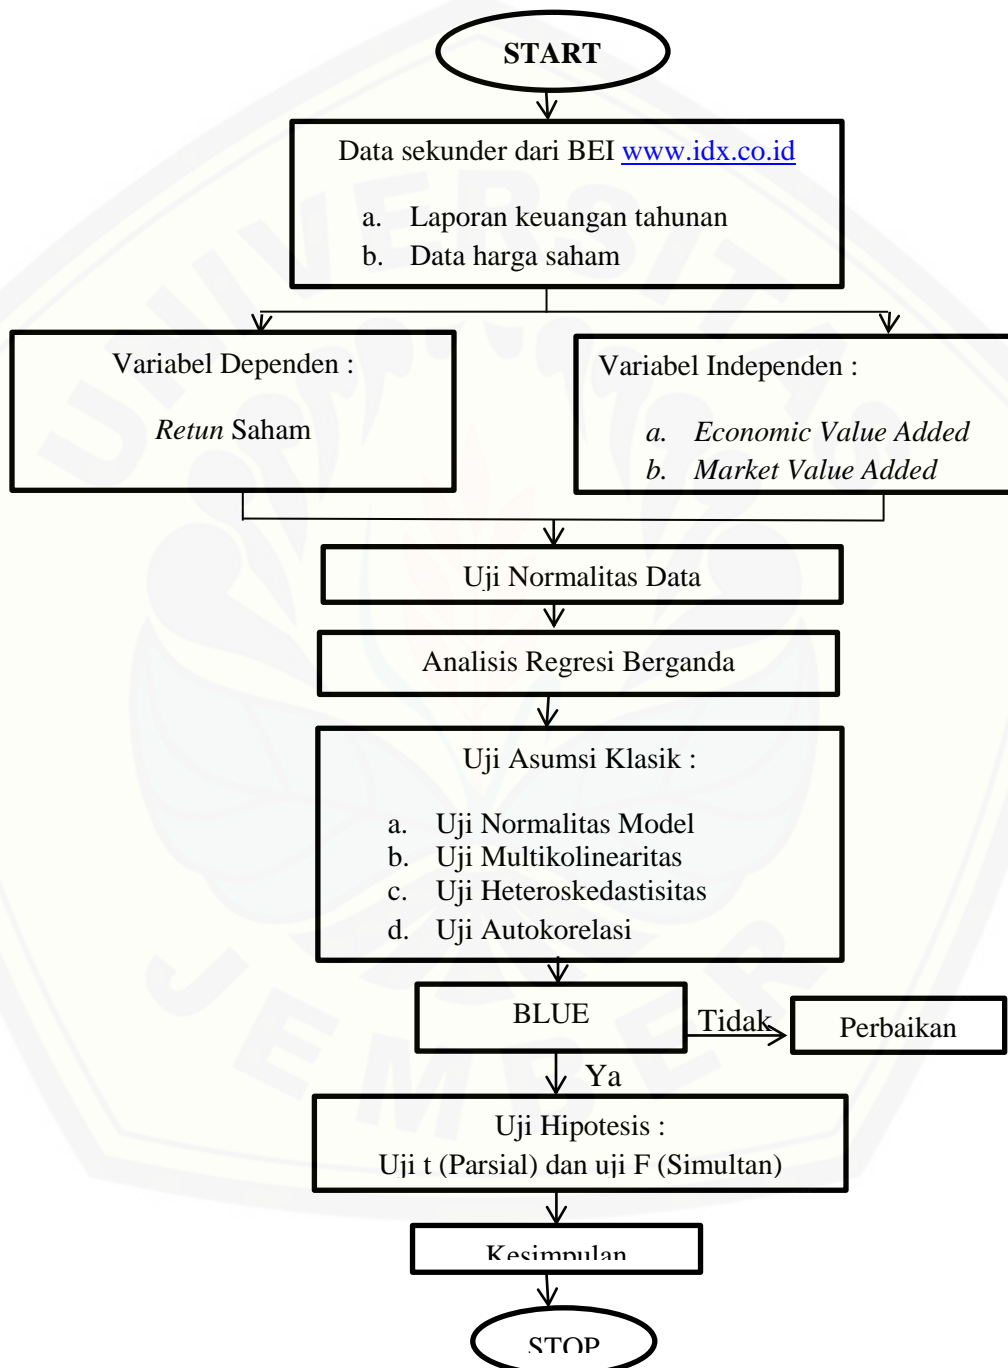 START
Data sekunder dari BEI www.idx.co.id
a. Laporan keuangan tahunan
b. Data harga saham
Variabel Dependen :
Retun Saham
Variabel Independen :
a. Economic Value Added
b. Market Value Added
Uji Normalitas Data
Analisis Regresi Berganda
Uji Asumsi Klasik :
a. Uji Normalitas Model
b. Uji Multikolinearitas
c. Uji Heteroskedastisitas
d. Uji Autokorelasi
BLUE
Tidak
Perbaikan
Ya
Uji Hipotesis :
Uji t (Parsial) dan uji F (Simultan)
Kesimpulan
STOP
UNIVERSITAS
JEMBER